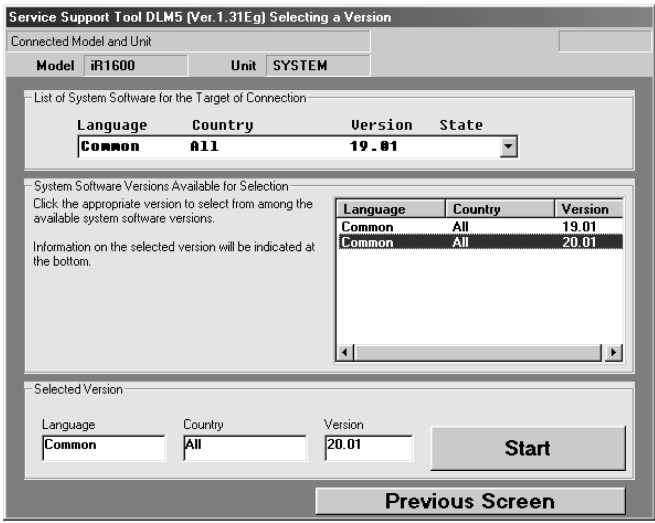 Service Support Tool DLM5 (Ver.1.31Eg) Selecting a Version
Connected Model and Unit
Model iR1600 Unit SYSTEM
List of System Software for the Target of Connection
Language Country Version State
Common All 19.01
System Software Versions Available for Selection
Click the appropriate version to select from among the
available system software versions.
Information on the selected version will be indicated at
the bottom.
Language Country Version
Common All 19.01
Common All 20.01
Selected Version
Language Country Version
Common All 20.01
Start
Previous Screen